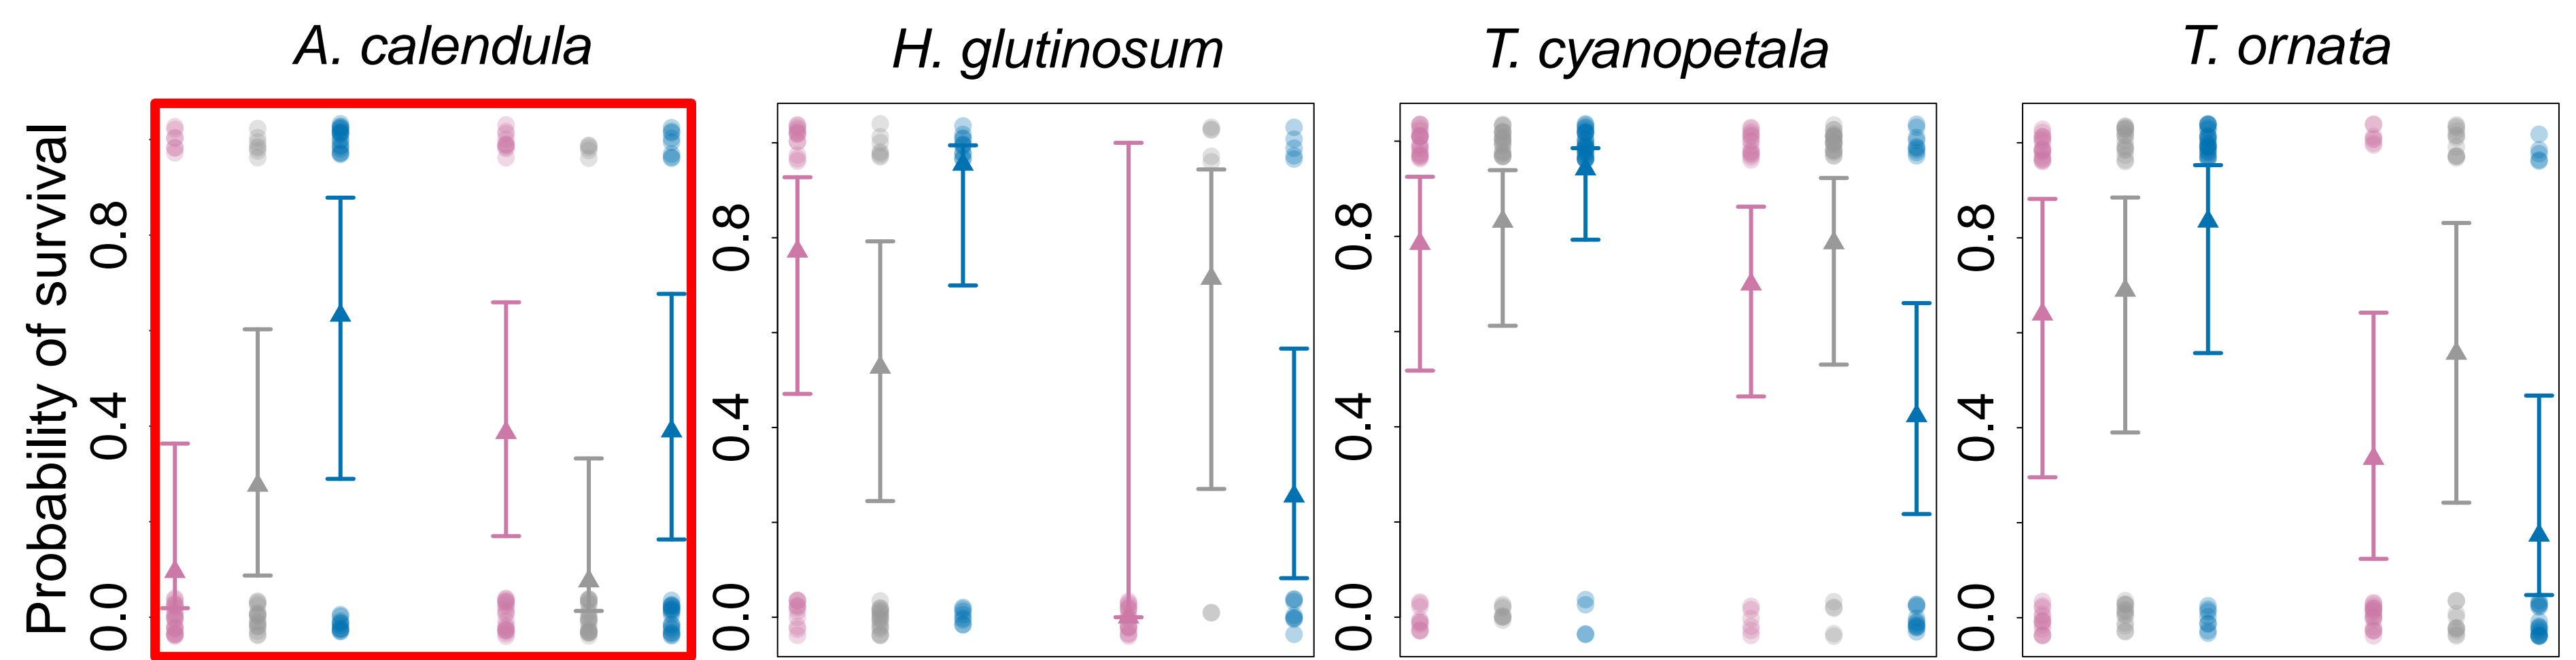 A. calendula
H. glutinosum
T. cyanopetala
T. ornata
Probability of survival
0.8
0.4
0.0
0.8
0.4
0.0
0.8
0.4
0.0
0.8
0.4
0.0